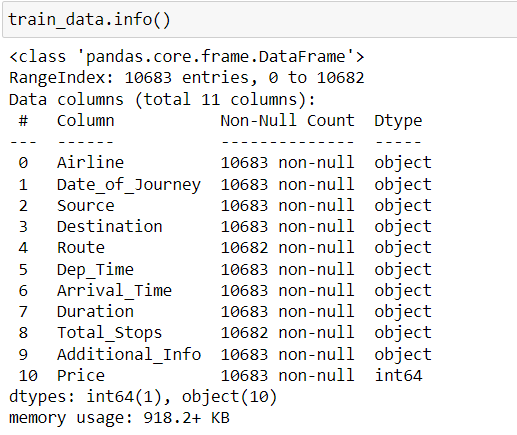 train_data.info()
<class 'pandas.core.frame.DataFrame'>
RangeIndex: 10683 entries, 0 to 10682
Data columns (total 11 columns):
 #   Column           Non-Null Count  Dtype
---  ------           --------------  -----
 0   Airline          10683 non-null  object
 1   Date_of_Journey  10683 non-null  object
 2   Source           10683 non-null  object
 3   Destination      10683 non-null  object
 4   Route            10682 non-null  object
 5   Dep_Time         10683 non-null  object
 6   Arrival_Time     10683 non-null  object
 7   Duration         10683 non-null  object
 8   Total_Stops      10682 non-null  object
 9   Additional_Info  10683 non-null  object
 10  Price            10683 non-null  int64
dtypes: int64(1), object(10)
memory usage: 918.2+ KB